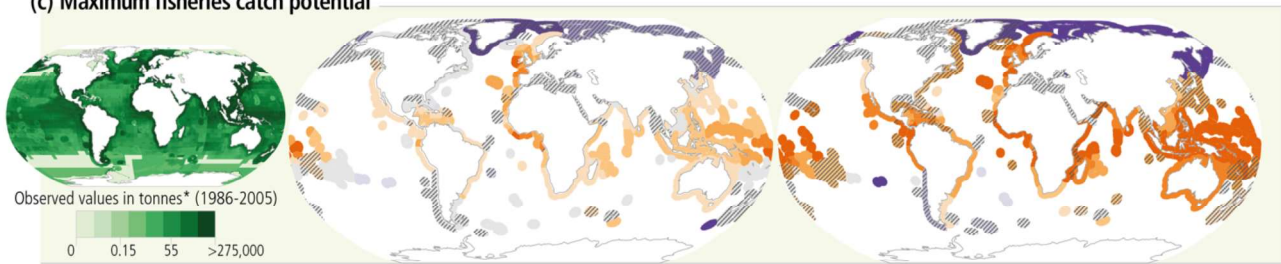 (c) Maximum fisheries catch potential
Observed values in tonnes* (1986-2005)
0 0.15 55 >275,000